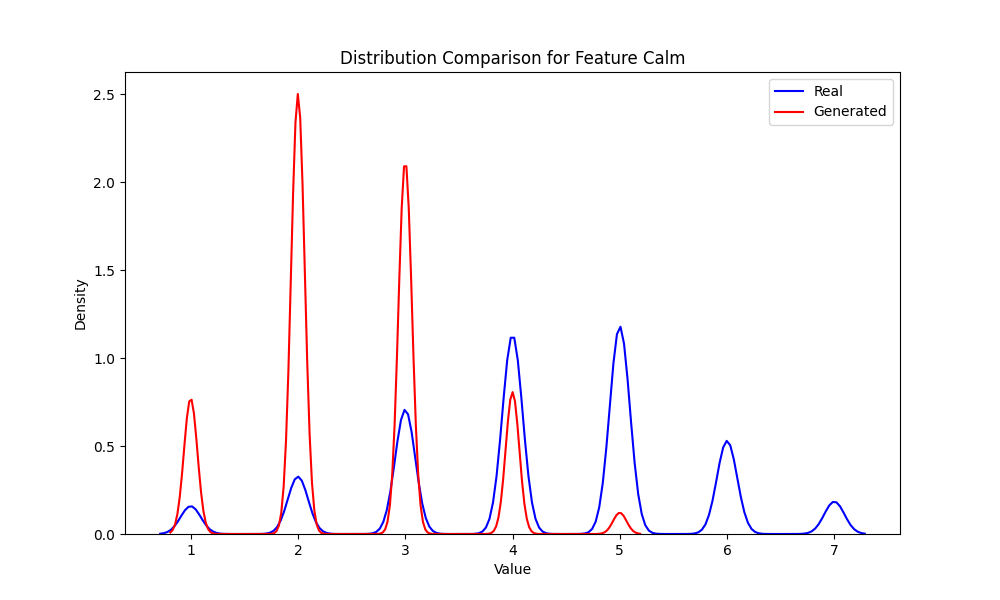 Distribution Comparison for Feature Calm
Real
Generated
Density
2.5
2.0
1.5
1.0
0.5
0.0
1 2 3 4 5 6 7
Value